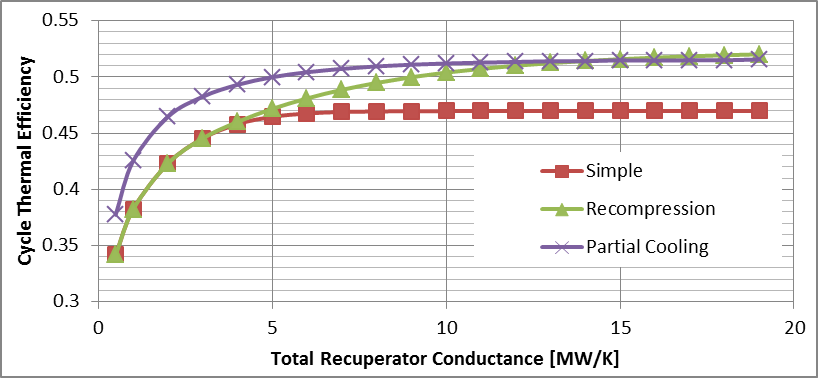 0.55
0.5
0.45
0.4
0.35
0.3
Cycle Thermal Efficiency
Simple
Recompression
Partial Cooling
0
5
10
15
20
Total Recuperator Conductance [MW/K]